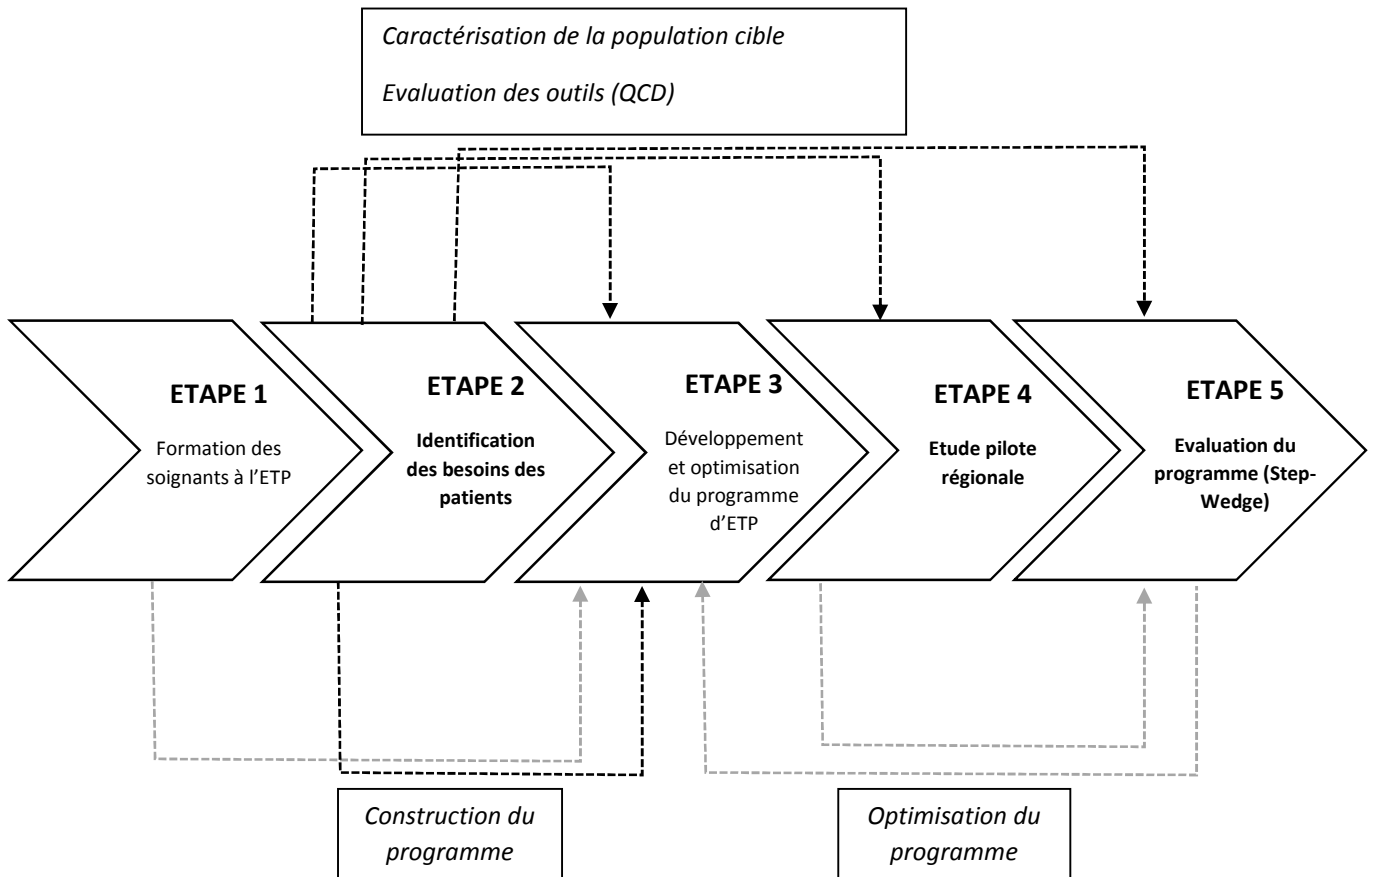 Caractérisation de la population cible
Evaluation des outils (QCD)
ETAPE 1
Formation des
soignants à l’ETP
ETAPE 2
Identification
des besoins des
patients
ETAPE 3
Développement
et optimisation
du programme
d’ETP
ETAPE 4
Etude pilote
régionale
ETAPE 5
Evaluation du
programme (Step-
Wedge)
Construction du
programme
Optimisation du
programme